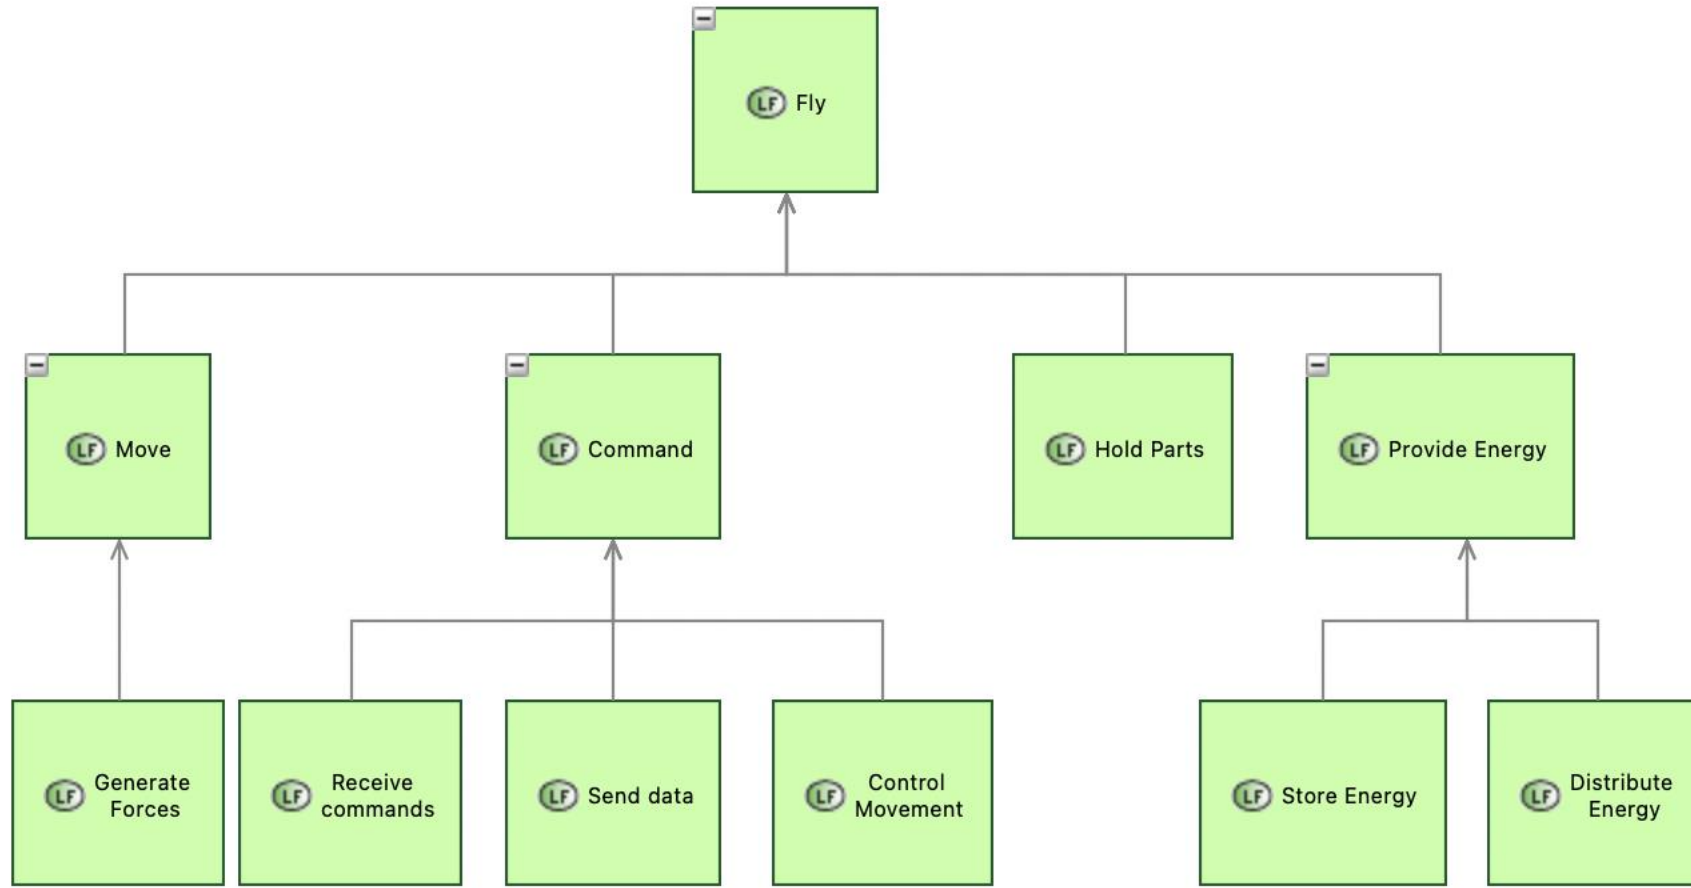 LF Fly
LF Move
LF Command
LF Hold Parts
LF Provide Energy
LF Generate
Forces
LF Receive
commands
LF Send data
LF Control
Movement
LF Store Energy
LF Distribute
Energy